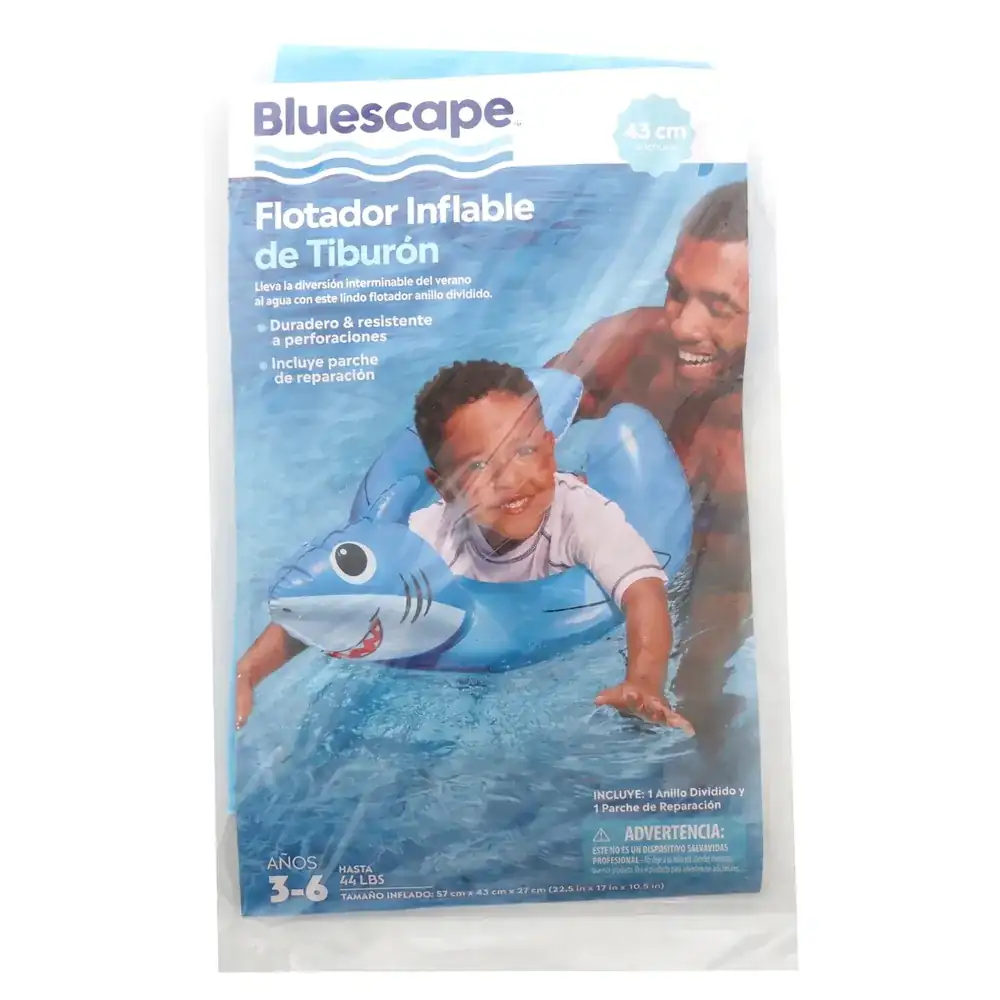 Bluescape™
43 cm
Flotador Inflable
de Tiburón
Lleva la diversión interminable del verano
al agua con este lindo flotador anillo dividido.
• Duradero & resistente
a perforaciones
• Incluye parche
de reparación
INCLUYE: 1 Anillo Dividido y
1 Parche de Reparación
ADVERTENCIA:
ESTE NO ES UN DISPOSITIVO SALVAVIDAS
PROFESIONAL
AÑOS
3-6
HASTA
44 LBS
TAMAÑO INFLADO: 57 cm x 43 cm x 27 cm (22.5 in x 17 in x 10.5 in)